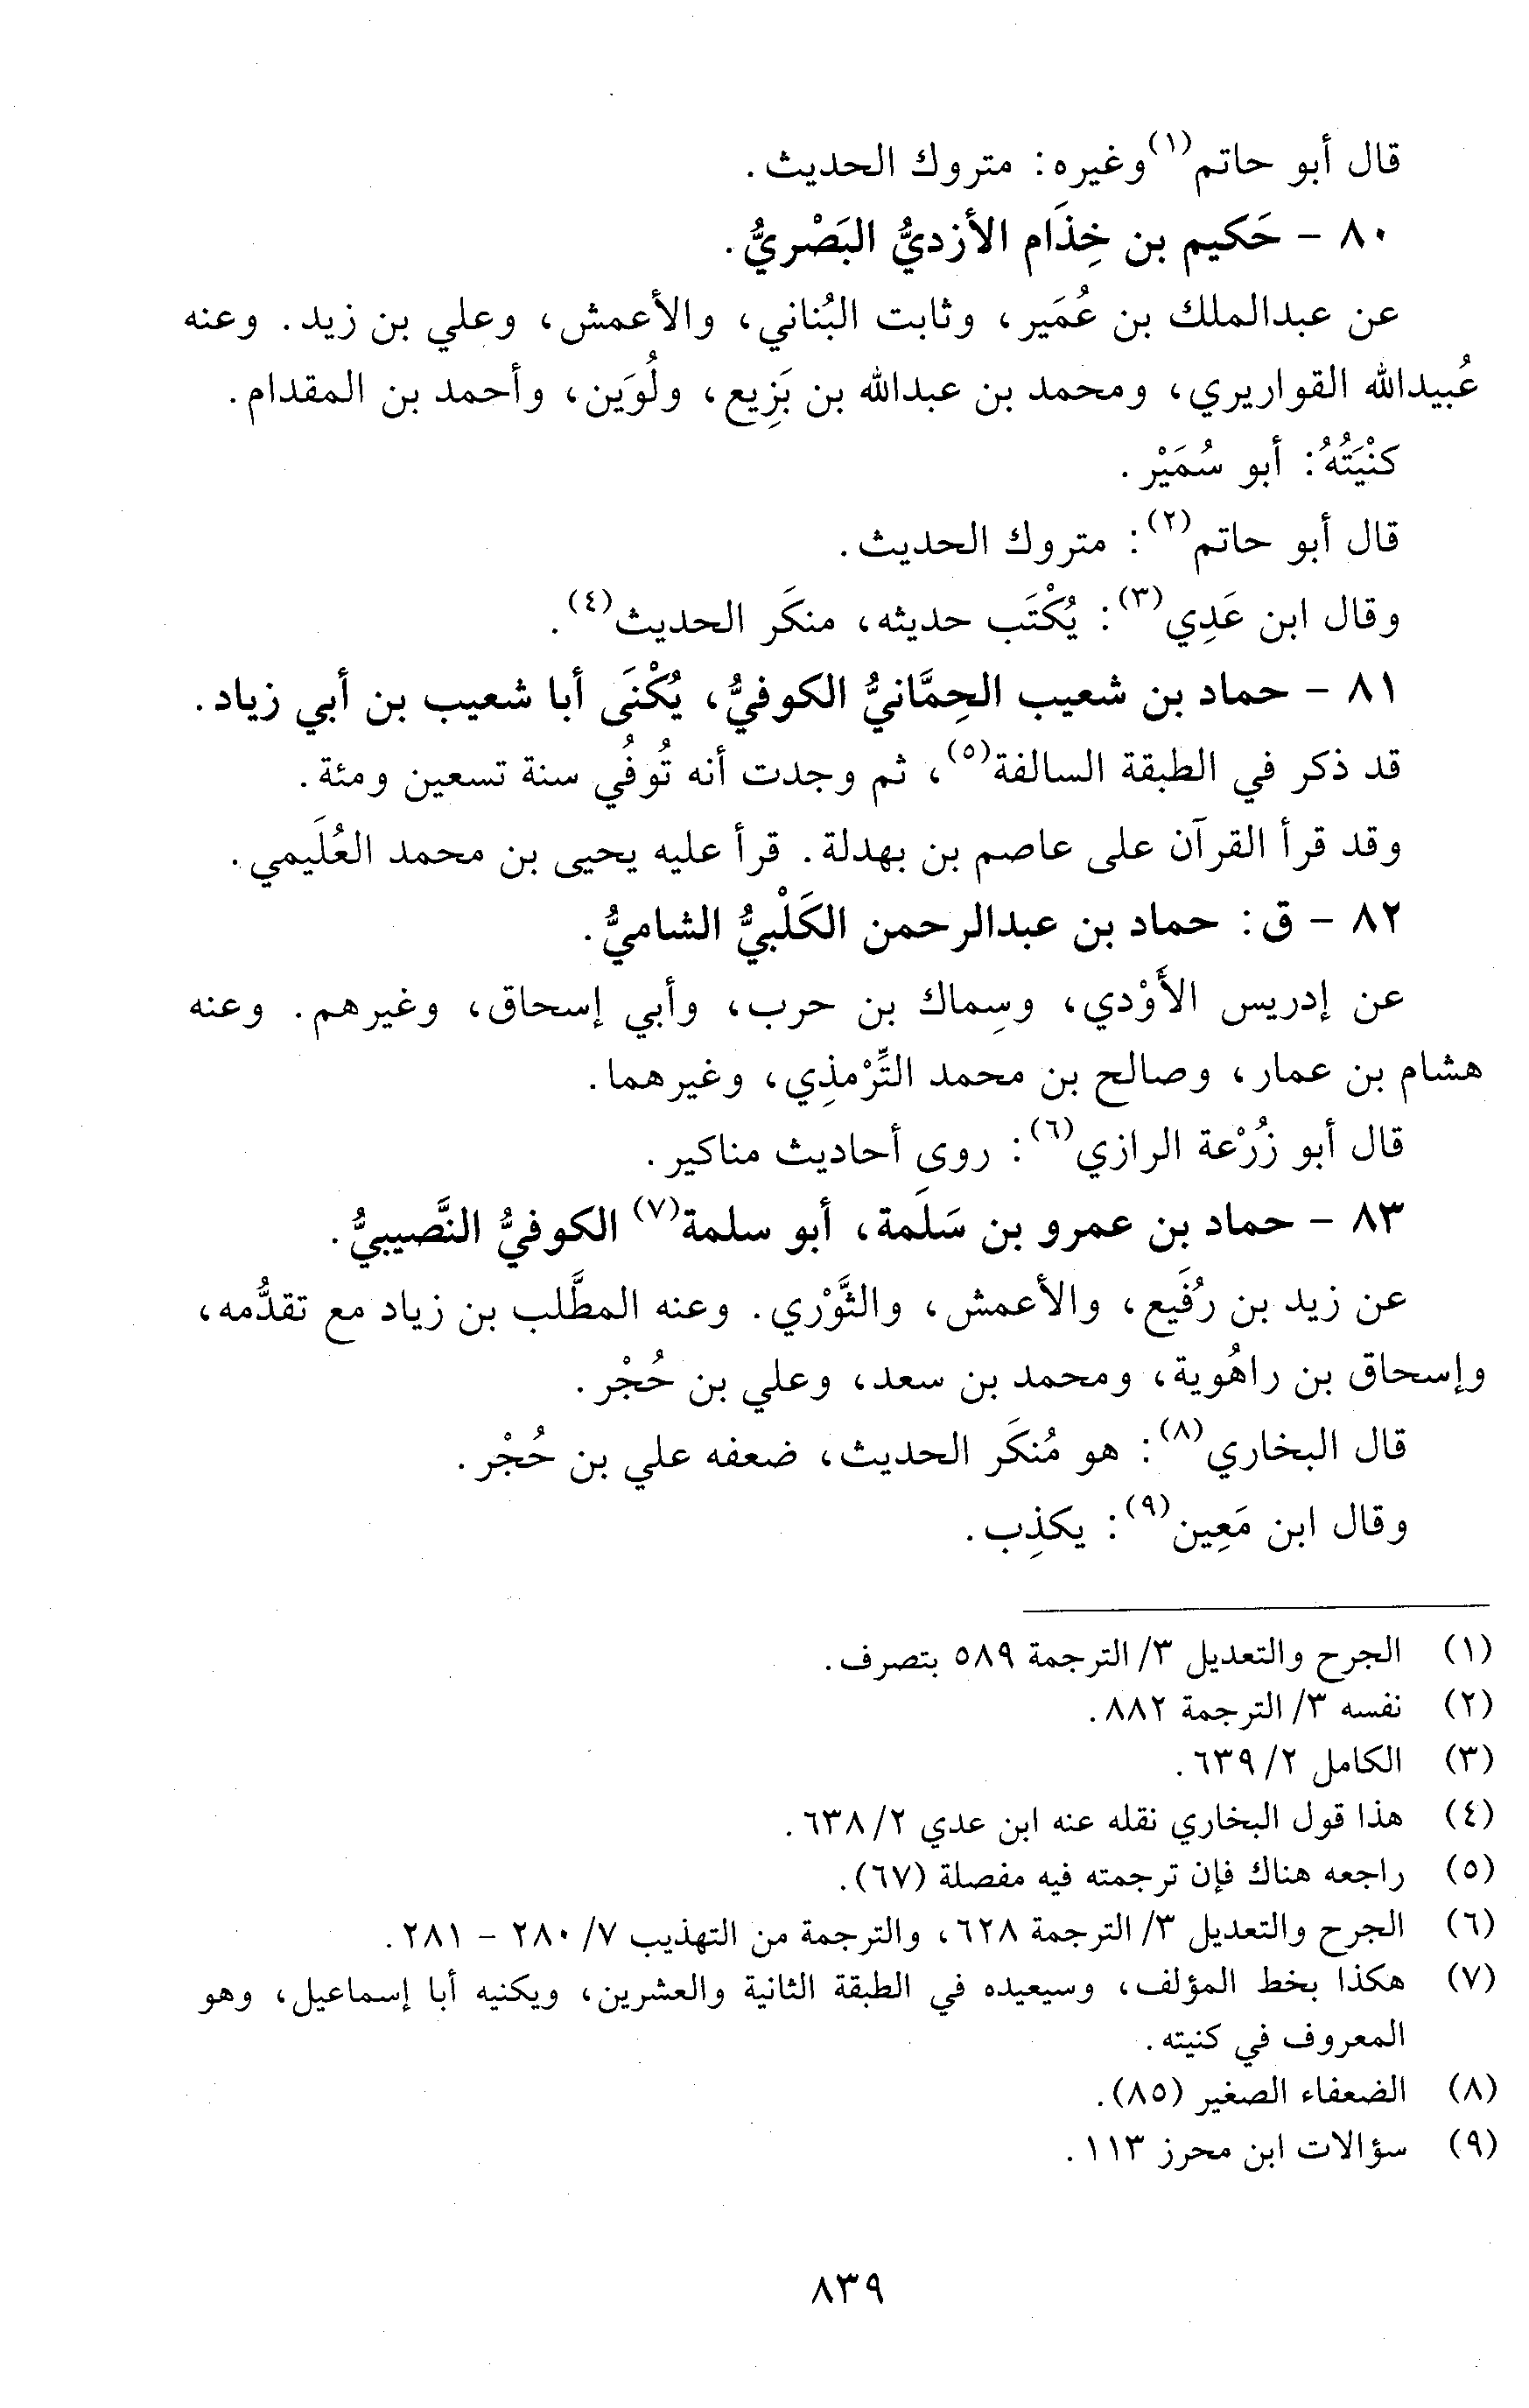 قال أبو حاتم(١) وغيره: متروك الحديث.
٨٠ - حَكيم بن خِذَام الأزديُّ البَصْريُّ.
عن عبدالملك بن عُمَير، وثابت البُناني، والأعمش، وعلي بن زيد. وعنه
عُبيدالله القواريري، ومحمد بن عبدالله بن بَزِيع، ولُوَين، وأحمد بن المقدام.
كنْيَتُهُ: أبو سُمَيْر.
قال أبو حاتم(٢): متروك الحديث.
وقال ابن عَدِي(٣): يُكْتَب حديثه، منكَر الحديث(٤).
٨١ - حماد بن شعيب الحِمَّانيُّ الكوفيُّ، يُكْنَى أبا شعيب بن أبي زياد.
قد ذكر في الطبقة السالفة(٥)، ثم وجدت أنه تُوفُي سنة تسعين ومئة.
وقد قرأ القرآن على عاصم بن بهدلة. قرأ عليه يحيى بن محمد العُلَيمي.
٨٢ - ق: حماد بن عبدالرحمن الكَلْبيُّ الشاميُّ.
عن إدريس الأَوْدي، وسِماك بن حرب، وأبي إسحاق، وغيرهم. وعنه
هشام بن عمار، وصالح بن محمد التِّرْمذِي، وغيرهما.
قال أبو زُرْعة الرازي(٦): روى أحاديث مناكير.
٨٣ - حماد بن عمرو بن سَلَمة، أبو سلمة(٧) الكوفيُّ النَّصيبيُّ.
عن زيد بن رُفَيع، والأعمش، والثَّوْري. وعنه المطَّلب بن زياد مع تقدُّمه،
وإسحاق بن راهُوية، ومحمد بن سعد، وعلي بن حُجْر.
قال البخاري(٨): هو مُنكَر الحديث، ضعفه علي بن حُجْر.
وقال ابن مَعِين(٩): يكذِب.
(١) الجرح والتعديل ٣/ الترجمة ٥٨٩ بتصرف.
(٢) نفسه ٣/ الترجمة ٨٨٢.
(٣) الكامل ٢/ ٦٣٩.
(٤) هذا قول البخاري نقله عنه ابن عدي ٢/ ٦٣٨.
(٥) راجعه هناك فإن ترجمته فيه مفصلة (٦٧).
(٦) الجرح والتعديل ٣/ الترجمة ٦٢٨، والترجمة من التهذيب ٧/ ٢٨٠ - ٢٨١.
(٧) هكذا بخط المؤلف، وسيعيده في الطبقة الثانية والعشرين، ويكنيه أبا إسماعيل، وهو
المعروف في كنيته.
(٨) الضعفاء الصغير (٨٥).
(٩) سؤالات ابن محرز ١١٣.
٨٣٩